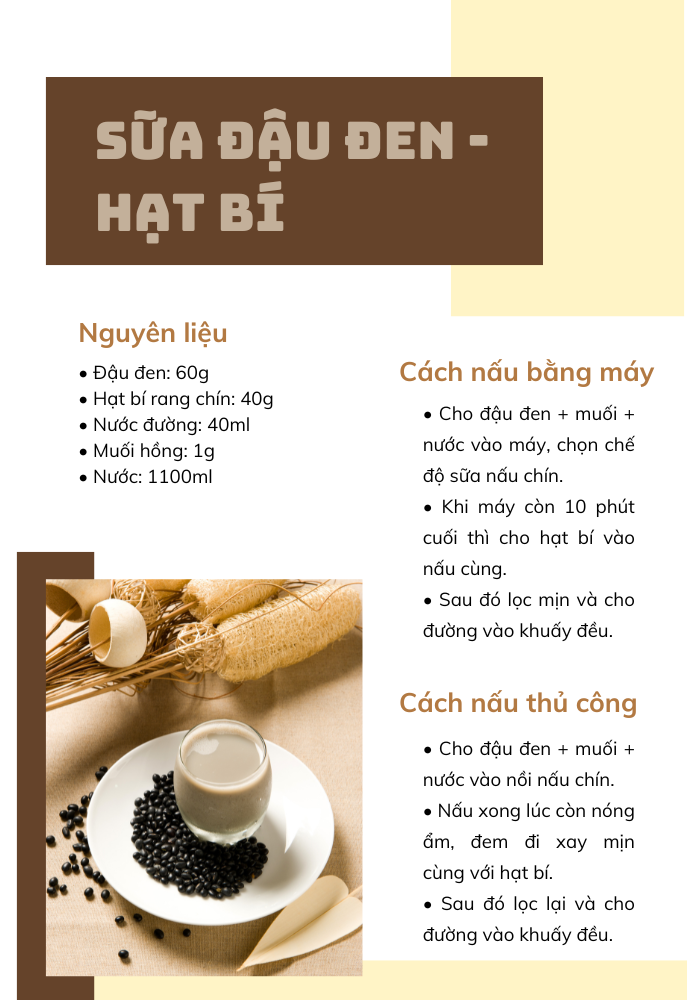 SỮA ĐẬU ĐEN -
HẠT BÍ
Nguyên liệu
• Đậu đen: 60g
• Hạt bí rang chín: 40g
• Nước đường: 40ml
• Muối hồng: 1g
• Nước: 1100ml
Cách nấu bằng máy
• Cho đậu đen + muối +
nước vào máy, chọn chế
độ sữa nấu chín.
• Khi máy còn 10 phút
cuối thì cho hạt bí vào
nấu cùng.
• Sau đó lọc mịn và cho
đường vào khuấy đều.
Cách nấu thủ công
• Cho đậu đen + muối +
nước vào nồi nấu chín.
• Nấu xong lúc còn nóng
ẩm, đem đi xay mịn
cùng với hạt bí.
• Sau đó lọc lại và cho
đường vào khuấy đều.